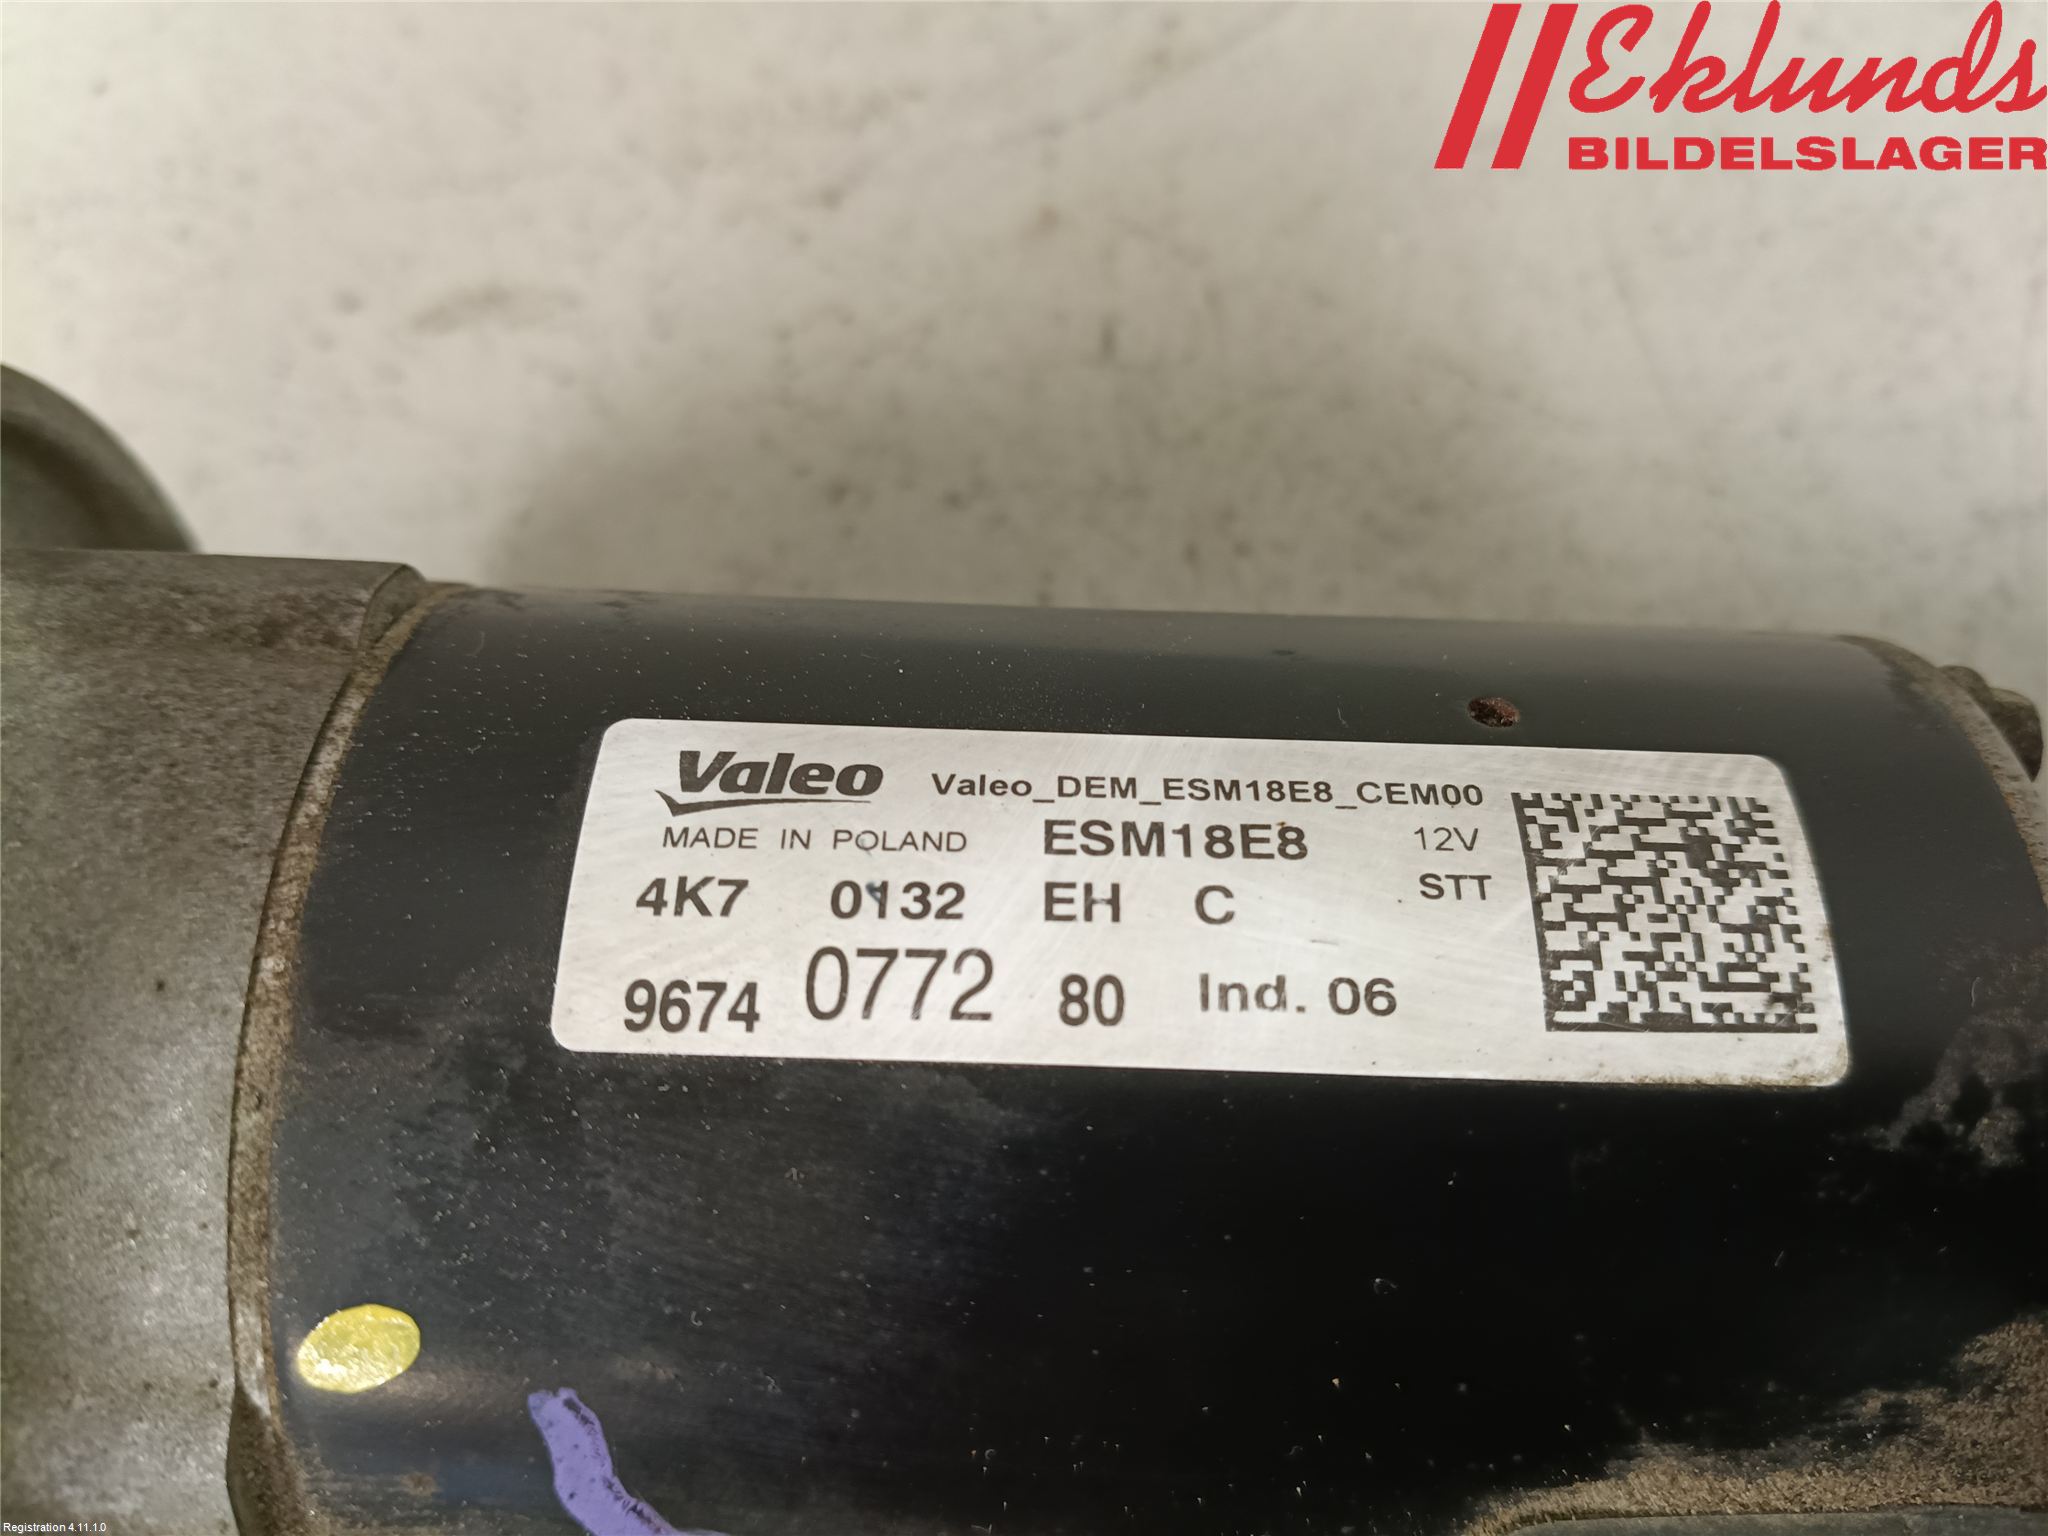 Eklunds
BILDELSLAGER
Valeo Valeo_DEM_ESM18E8_CEM00
MADE IN POLAND ESM18E8 12V
4K7 0132 EH C STT
9674 0772 80 Ind. 06
Registration 4.11.1.0